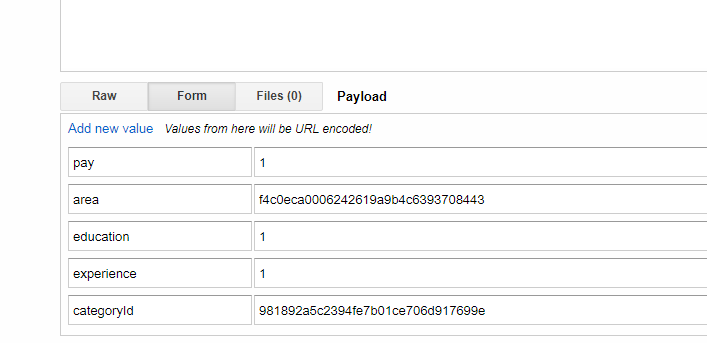 Raw Form Files (0) Payload
Add new value Values from here will be URL encoded!
pay 1
area f4c0eca0006242619a9b4c6393708443
education 1
experience 1
categoryId 981892a5c2394fe7b01ce706d917699e